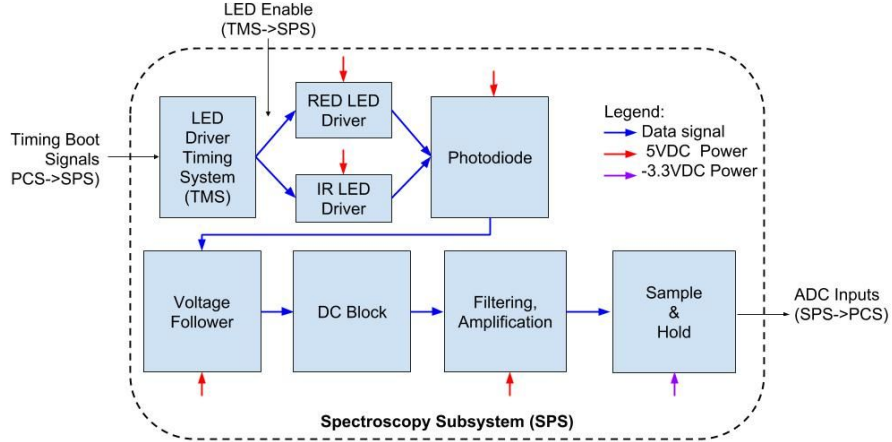 LED Enable
(TMS->SPS)
Timing Boot
Signals
PCS->SPS)
LED
Driver
Timing
System
(TMS)
RED LED
Driver
IR LED
Driver
Photodiode
Legend:
Data signal
5VDC Power
-3.3VDC Power
Voltage
Follower
DC Block
Filtering,
Amplification
Sample
&
Hold
ADC Inputs
(SPS->PCS)
Spectroscopy Subsystem (SPS)